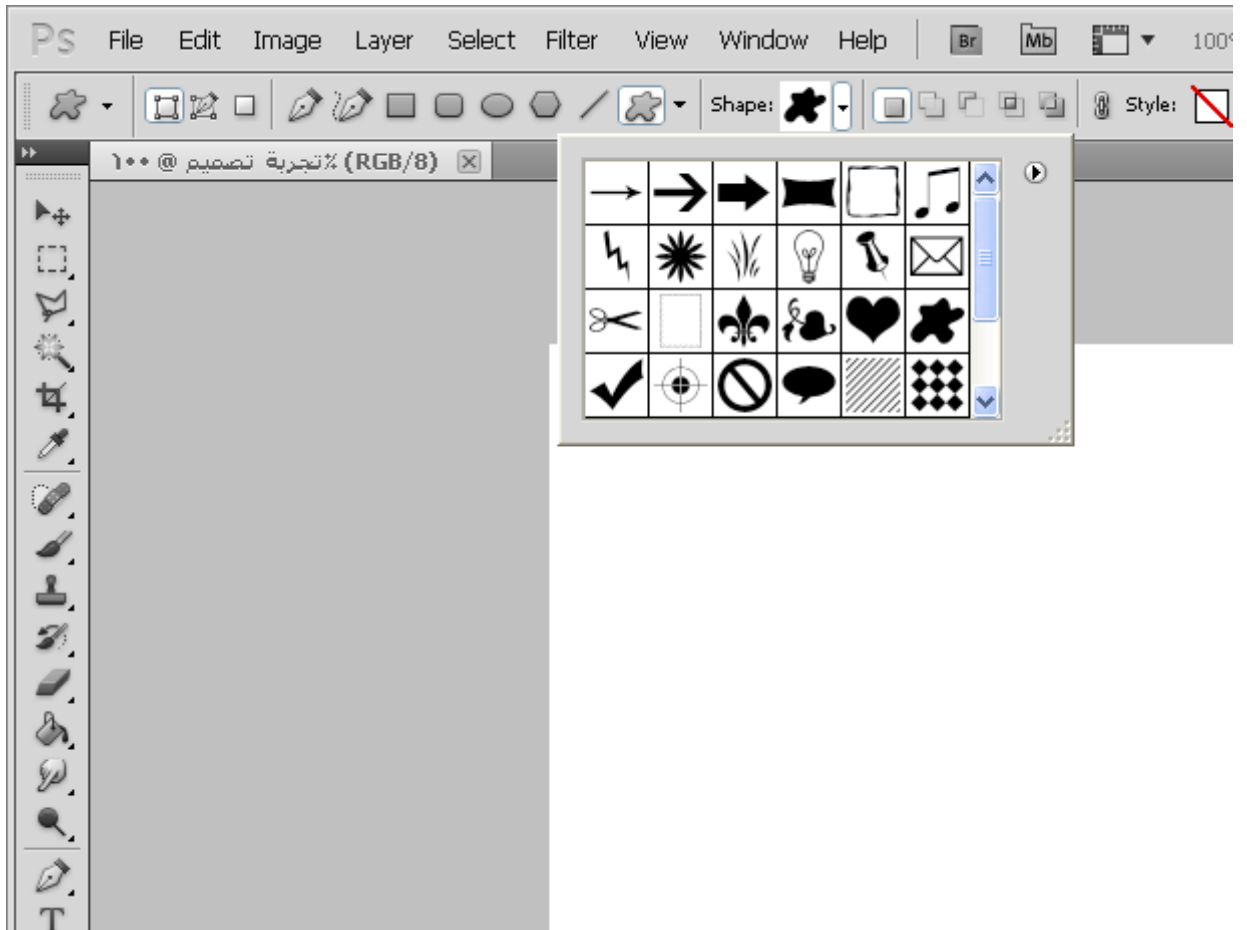 Ps File Edit Image Layer Select Filter View Window Help Br Mb 100%
Shape: Style:
تجربة تصميم @ ١٠٠% (RGB/8)
T